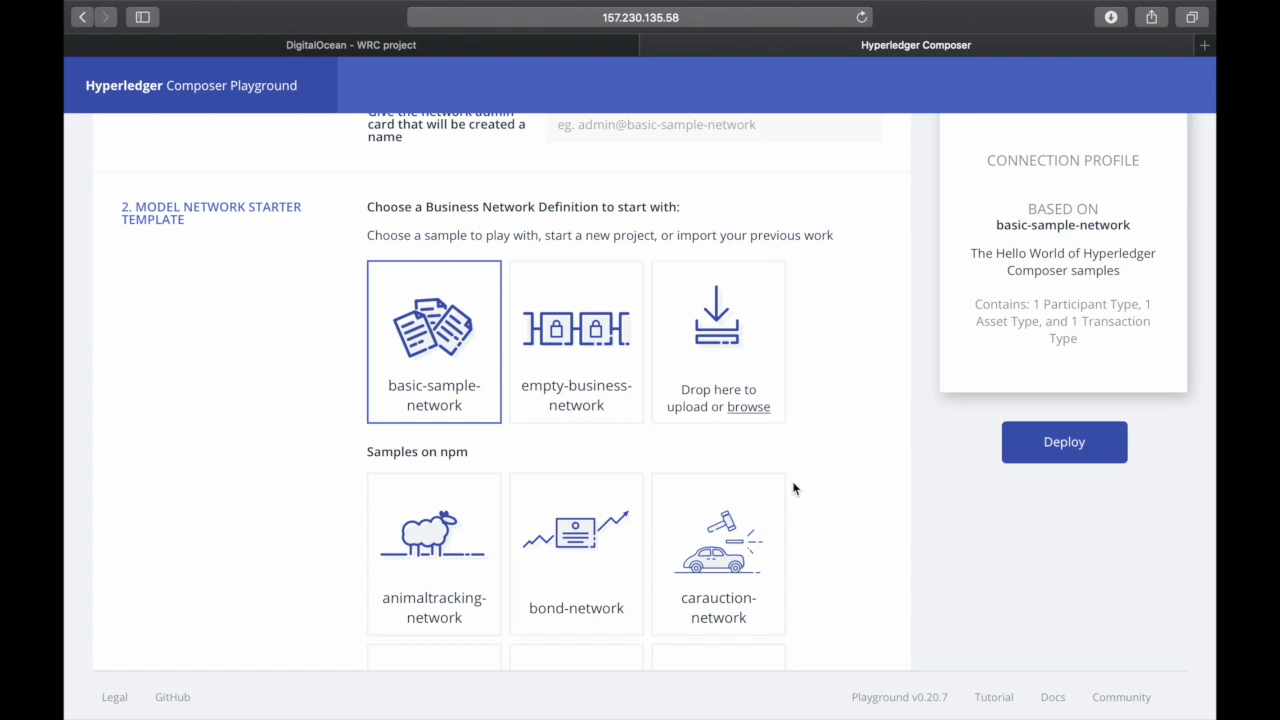 157.230.135.58
DigitalOcean - WRC project
Hyperledger Composer
Hyperledger Composer Playground
Give the network admin
card that will be created a
name
eg. admin@basic-sample-network
2. MODEL NETWORK STARTER
TEMPLATE
Choose a Business Network Definition to start with:
Choose a sample to play with, start a new project, or import your previous work
basic-sample-
network
empty-business-
network
Drop here to
upload or browse
Samples on npm
animaltracking-
network
bond-network
carauction-
network
CONNECTION PROFILE
BASED ON
basic-sample-network
The Hello World of Hyperledger
Composer samples
Contains: 1 Participant Type, 1
Asset Type, and 1 Transaction
Type
Deploy
Legal
GitHub
Playground v0.20.7
Tutorial
Docs
Community